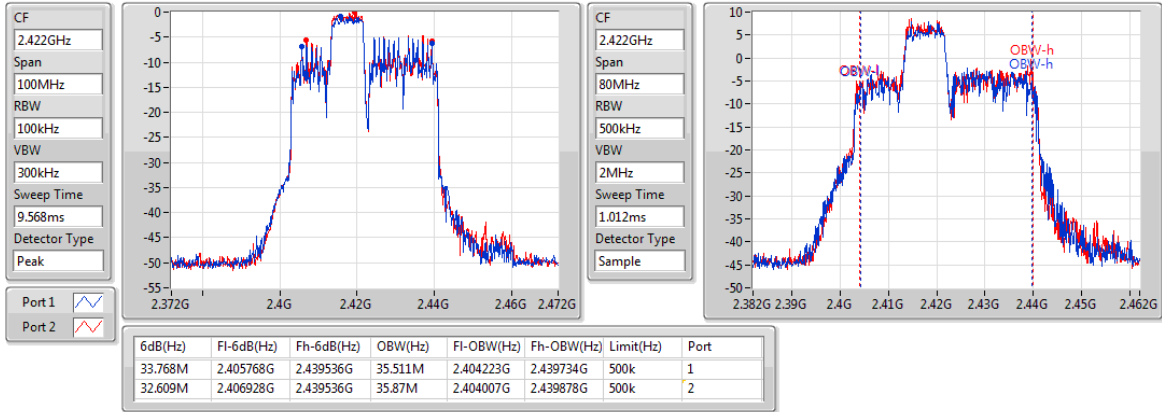 CF
2.422GHz
Span
100MHz
RBW
100kHz
VBW
300kHz
Sweep Time
9.568ms
Detector Type
Peak
Port 1
Port 2
0
-5
-10
-15
-20
-25
-30
-35
-40
-45
-50
-55
2.372G 2.4G 2.42G 2.44G 2.46G 2.472G
CF
2.422GHz
Span
80MHz
RBW
500kHz
VBW
2MHz
Sweep Time
1.012ms
Detector Type
Sample
10
5
0
-5
-10
-15
-20
-25
-30
-35
-40
-45
-50
OBW-l
OBW-h
OBW-h
2.382G 2.39G 2.4G 2.41G 2.42G 2.43G 2.44G 2.45G 2.462G
6dB(Hz) Fl-6dB(Hz) Fh-6dB(Hz) OBW(Hz) Fl-OBW(Hz) Fh-OBW(Hz) Limit(Hz) Port
33.768M 2.405768G 2.439536G 35.511M 2.404223G 2.439734G 500k 1
32.609M 2.406928G 2.439536G 35.87M 2.404007G 2.439878G 500k 2